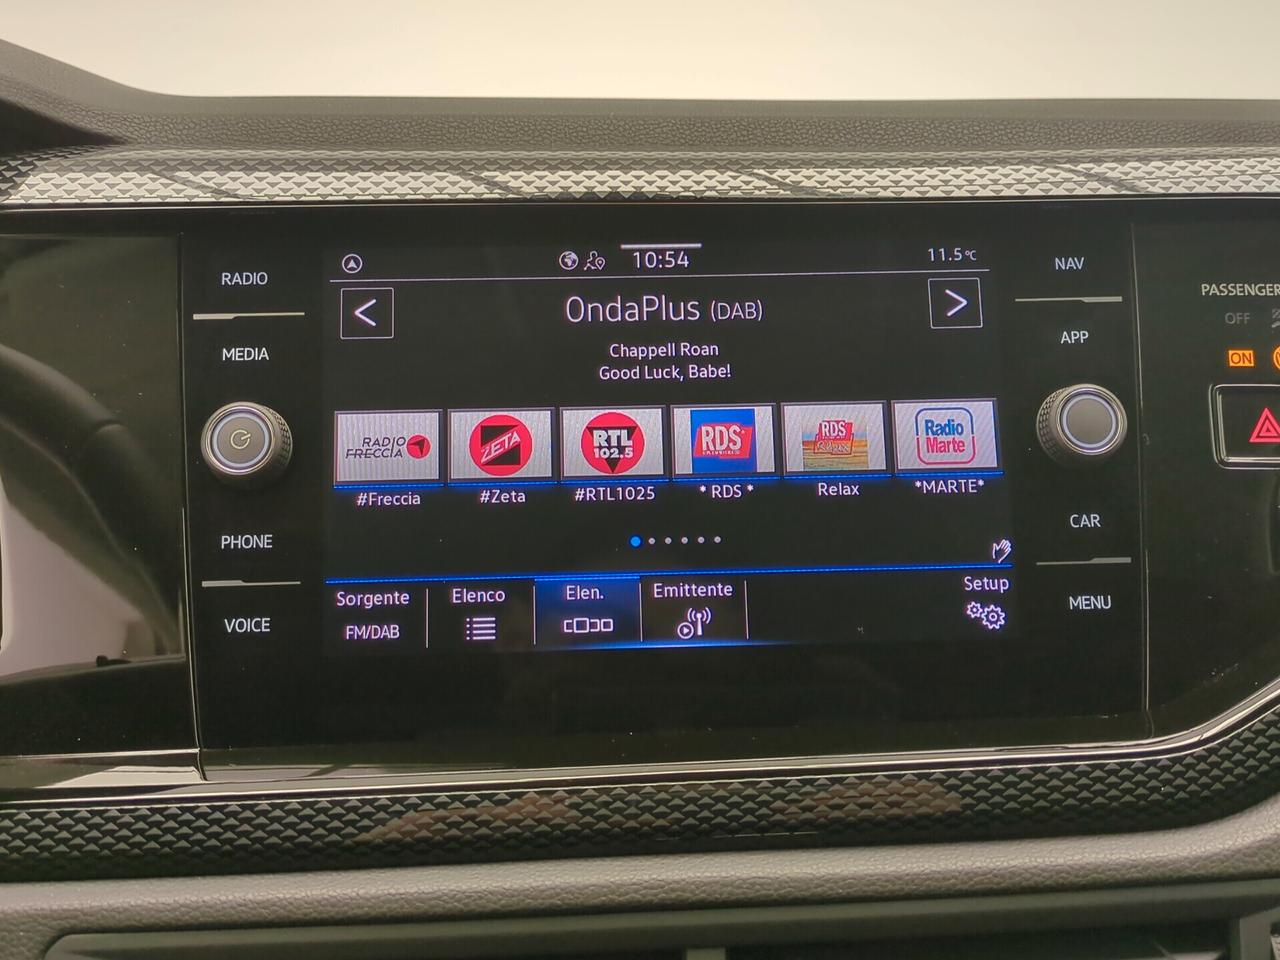 RADIO
MEDIA
PHONE
VOICE
10:54
11.5°C
<
OndaPlus (DAB)
>
Chappell Roan
Good Luck, Babe!
RADIO
FRECCIA
ZETA
RTL
102.5
RDS
RDS
Relax
Radio
Marte
#Freccia
#Zeta
#RTL1025
* RDS *
Relax
*MARTE*
Sorgente
FM/DAB
Elenco
Elen.
Emittente
Setup
NAV
APP
CAR
MENU
PASSENGER
OFF
ON